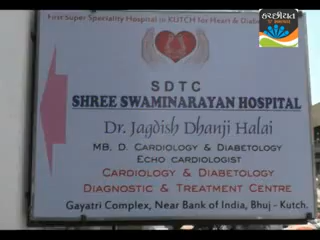 First Super Speciality Hospital in KUTCH for Heart & Diabe
SDTC
SHREE SWAMINARAYAN HOSPITAL
Dr. Jagdish Dhanji Halai
MB, D. CARDIOLOGY & DIABETOLOGY
ECHO CARDIOLOGIST
CARDIOLOGY & DIABETOLOGY
DIAGNOSTIC & TREATMENT CENTRE
Gayatri Complex, Near Bank of India, Bhuj - Kutch.